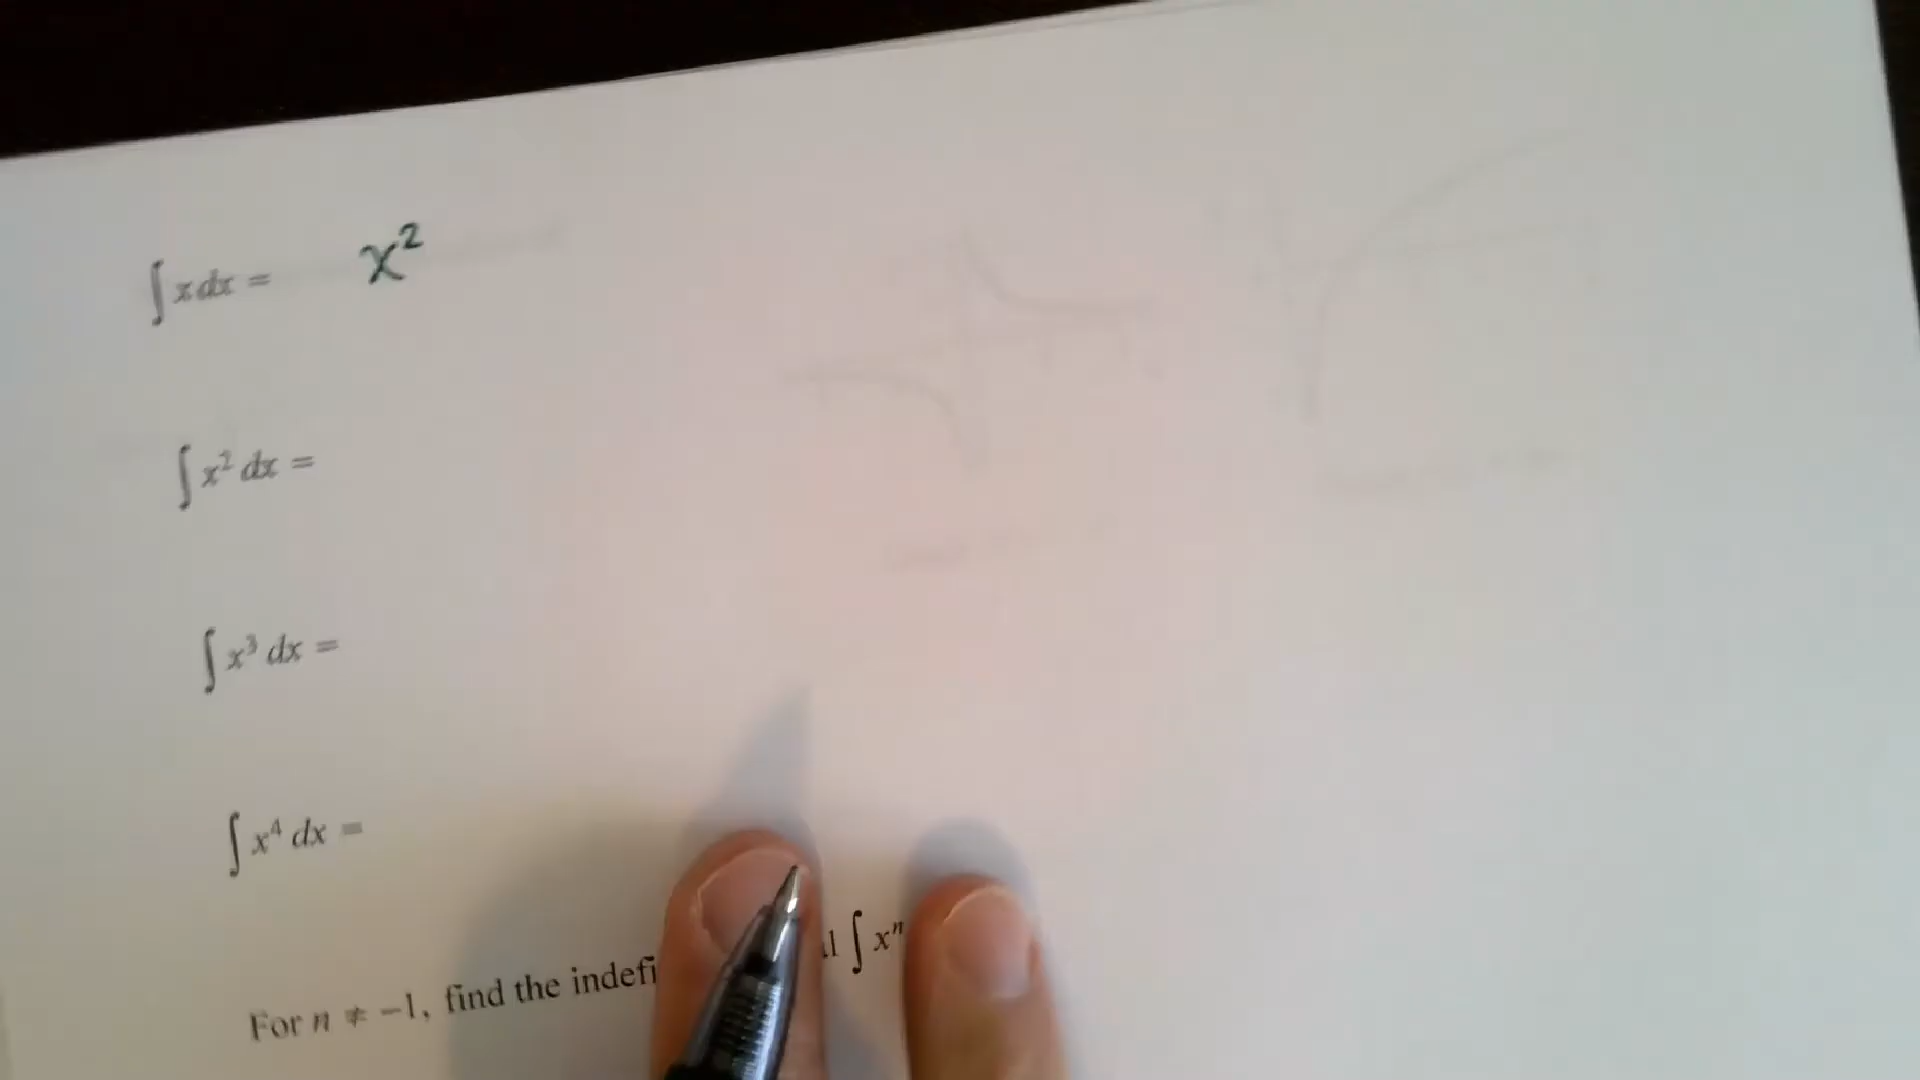 ∫ x dx = x²
∫ x² dx =
∫ x³ dx =
∫ x⁴ dx =
For n ≠ −1, find the indefi l ∫ xⁿ